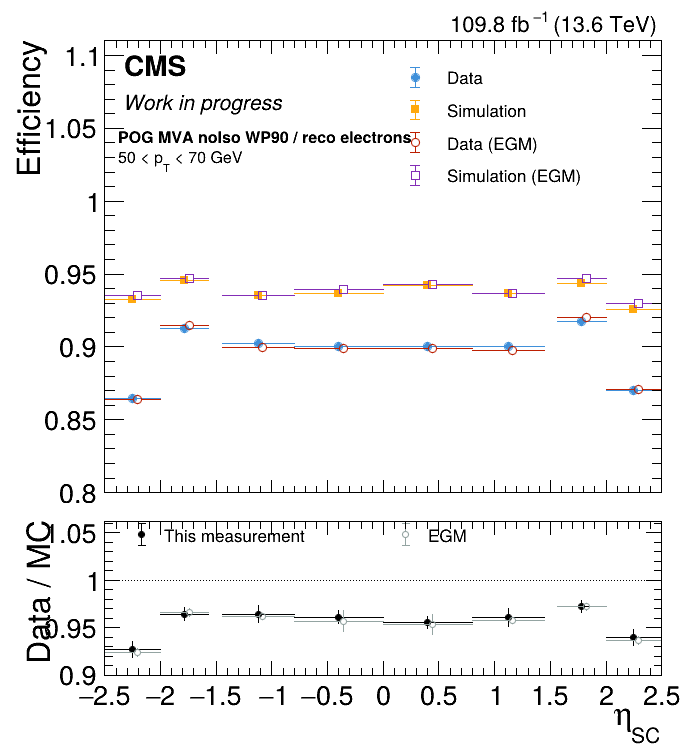 109.8 fb⁻¹ (13.6 TeV)
CMS
Work in progress
POG MVA noIso WP90 / reco electrons
50 < p_T < 70 GeV
Data
Simulation
Data (EGM)
Simulation (EGM)
Efficiency
1.1
1.05
1
0.95
0.9
0.85
0.8
This measurement
EGM
Data / MC
1.05
1
0.95
0.9
−2.5 −2 −1.5 −1 −0.5 0 0.5 1 1.5 2 2.5
η_SC